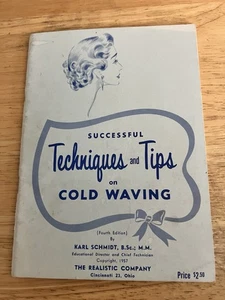 SUCCESSFUL
Techniques and Tips
on
COLD WAVING
(Fourth Edition)
By
KARL SCHMIDT, B.Sc.; M.M.
Educational Director and Chief Technician
Copyright, 1957
THE REALISTIC COMPANY
Cincinnati 21, Ohio
Price $2.50